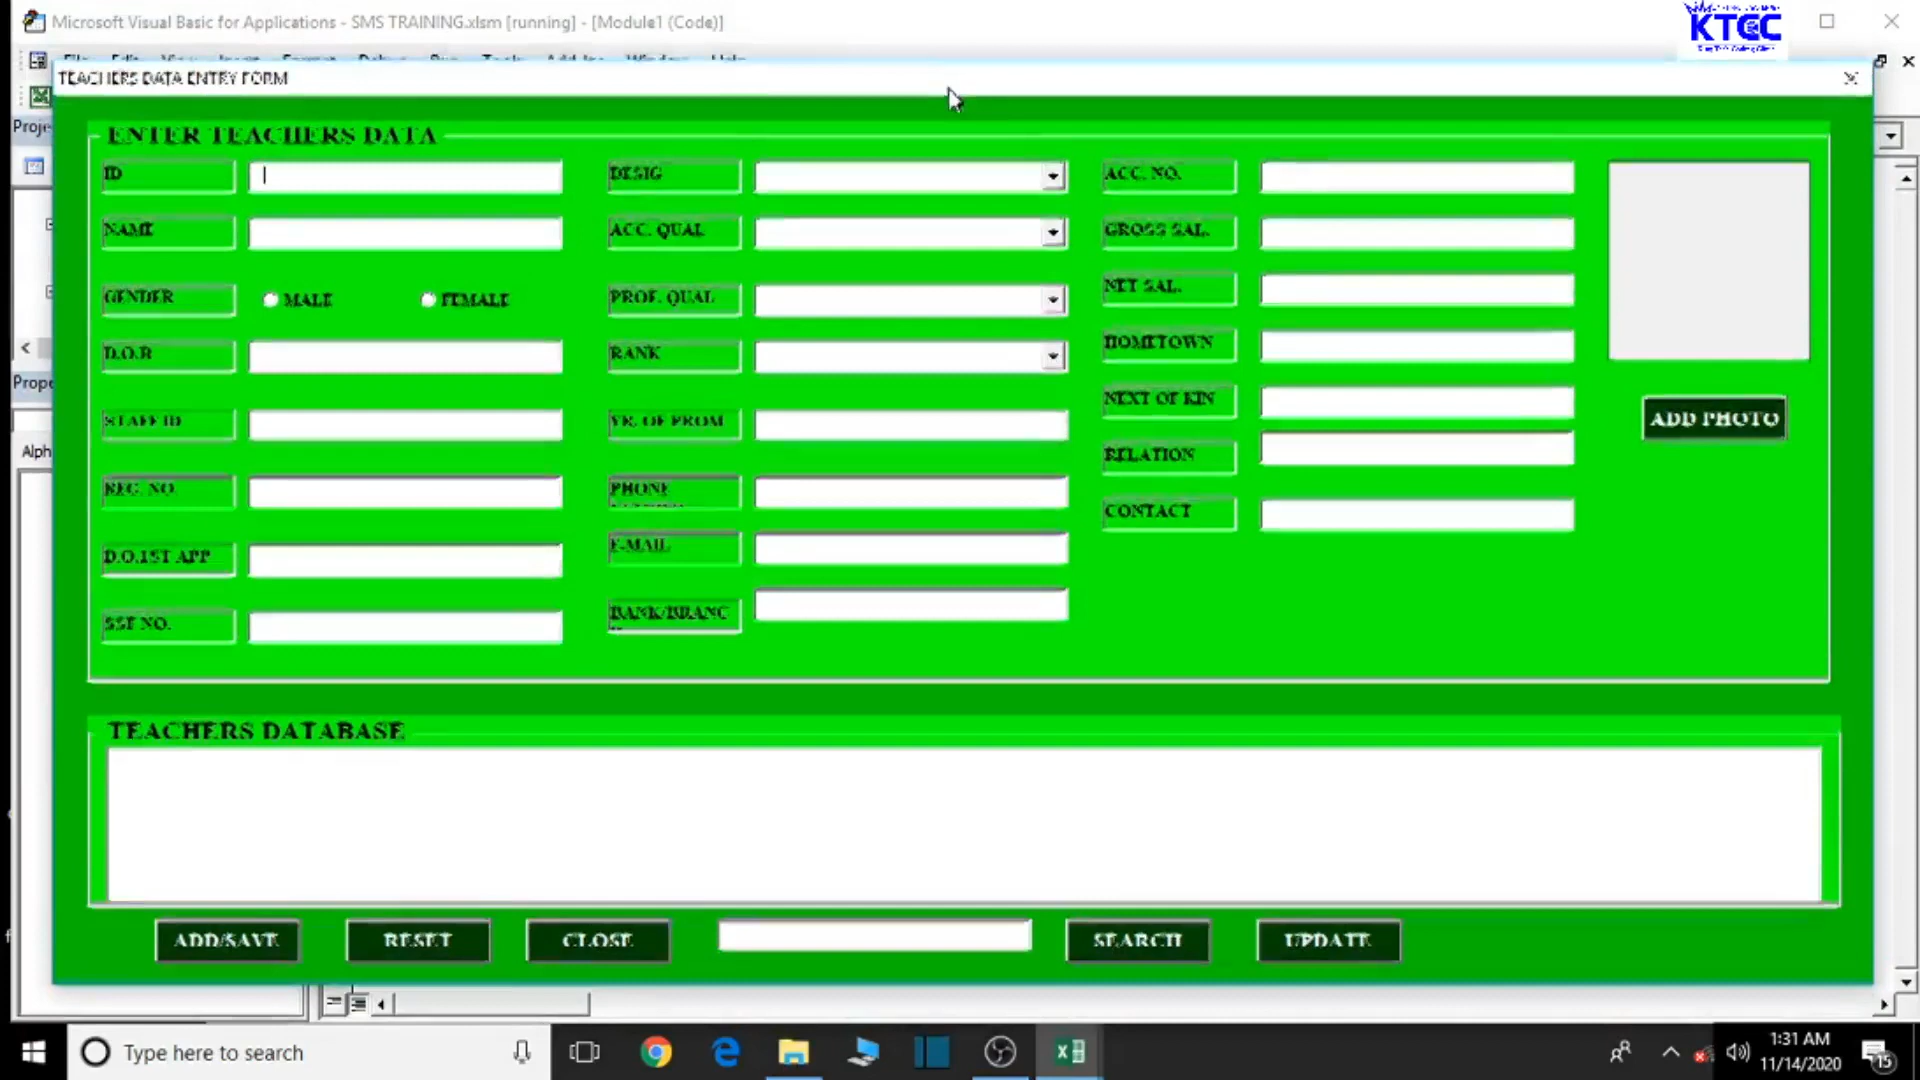 Microsoft Visual Basic for Applications - SMS TRAINING.xlsm [running] - [Module1 (Code)]
KTCC
TEACHERS DATA ENTRY FORM
Proje
ENTER TEACHERS DATA
ID
DESIG
ACC. NO.
NAME
ACC. QUAL
GROSS SAL.
NET SAL.
GENDER
MALE
FEMALE
PROF. QUAL
D.O.B
RANK
HOMETOWN
Prope
NEXT OF KIN
ADD PHOTO
STAFF ID
YR. OF PROM
Alph
RELATION
REG. NO.
PHONE
CONTACT
E-MAIL
D.O.1ST APP
BANK/BRANC
SSF NO.
TEACHERS DATABASE
ADD/SAVE
RESET
CLOSE
SEARCH
UPDATE
Type here to search
1:31 AM
11/14/2020
15